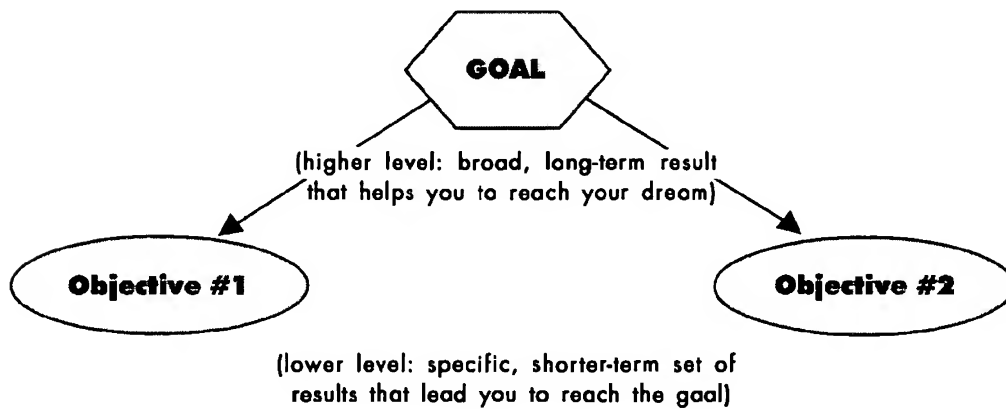 GOAL
(higher level: broad, long-term result
that helps you to reach your dream)
Objective #1
Objective #2
(lower level: specific, shorter-term set of
results that lead you to reach the goal)